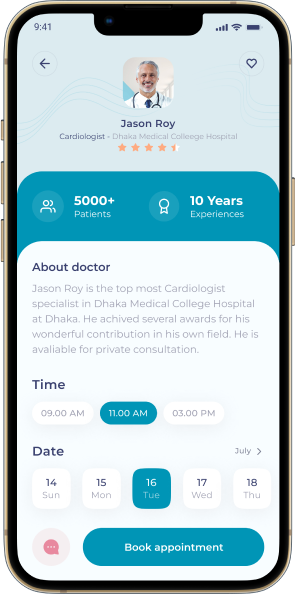 9:41
Jason Roy
Cardiologist - Dhaka Medical Colleege Hospital
5000+
Patients
10 Years
Experiences
About doctor
Jason Roy is the top most Cardiologist
specialist in Dhaka Medical College Hospital
at Dhaka. He achived several awards for his
wonderful contribution in his own field. He is
avaliable for private consultation.
Time
09.00 AM
11.00 AM
03.00 PM
Date
July
14
Sun
15
Mon
16
Tue
17
Wed
18
Thu
Book appointment